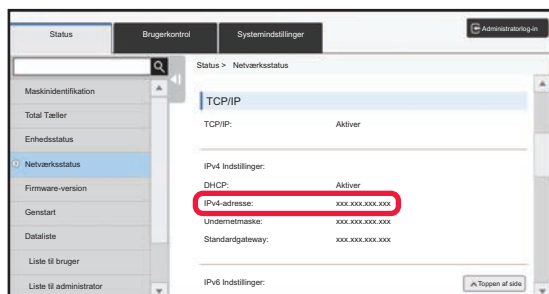 Status
Brugerkontrol
Systemindstillinger
Administratorlog-in
Status > Netværksstatus
Maskinidentifikation
Total Tæller
Enhedsstatus
Netværksstatus
Firmware-version
Genstart
Dataliste
Liste til bruger
Liste til administrator
TCP/IP
TCP/IP: Aktiver
IPv4 Indstillinger:
DHCP: Aktiver
IPv4-adresse: xxx.xxx.xxx.xxx
Undernetmaske: xxx.xxx.xxx.xxx
Standardgateway: xxx.xxx.xxx.xxx
IPv6 Indstillinger:
Toppen af side